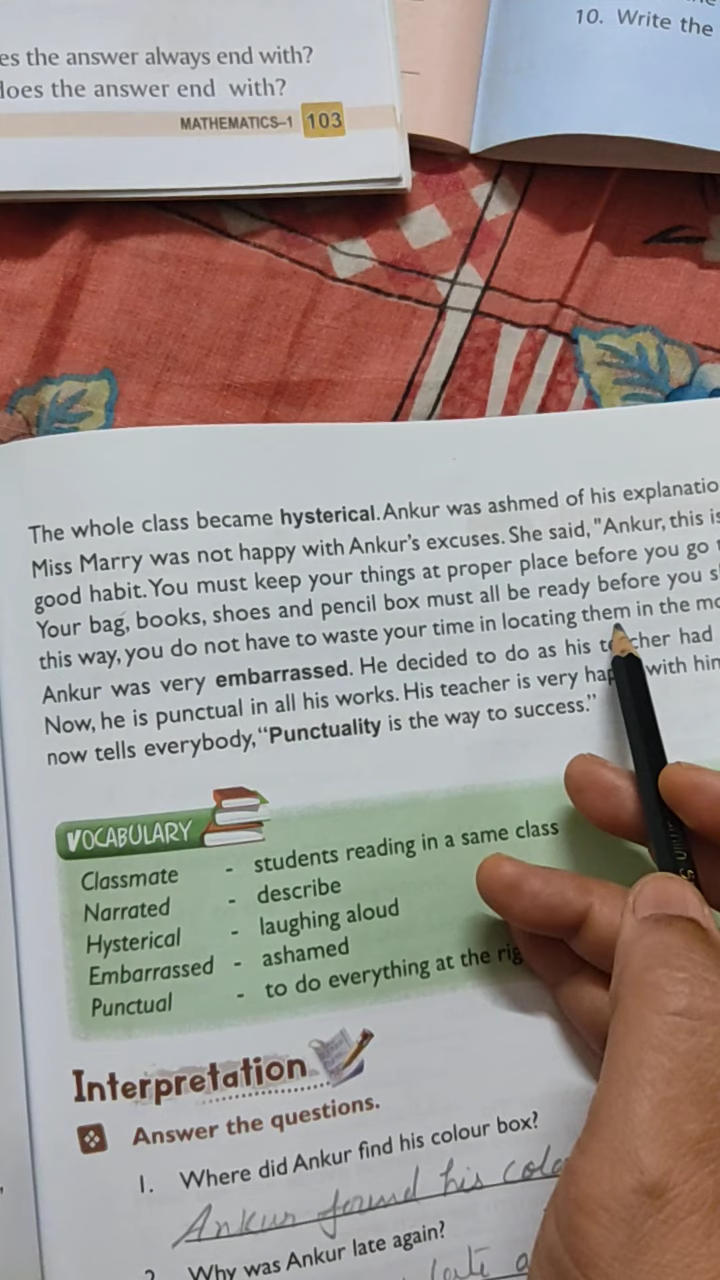 es the answer always end with?
does the answer end with?
MATHEMATICS–1 103
10. Write the
The whole class became hysterical. Ankur was ashmed of his explanatio
Miss Marry was not happy with Ankur's excuses. She said, "Ankur, this is
good habit. You must keep your things at proper place before you go
Your bag, books, shoes and pencil box must all be ready before you s
this way, you do not have to waste your time in locating them in the mo
Ankur was very embarrassed. He decided to do as his teacher had
Now, he is punctual in all his works. His teacher is very happy with him
now tells everybody, "Punctuality is the way to success."
VOCABULARY
Classmate - students reading in a same class
Narrated - describe
Hysterical - laughing aloud
Embarrassed - ashamed
Punctual - to do everything at the rig
Interpretation
Answer the questions.
1. Where did Ankur find his colour box?
Ankur found his colo
2. Why was Ankur late again?
late a